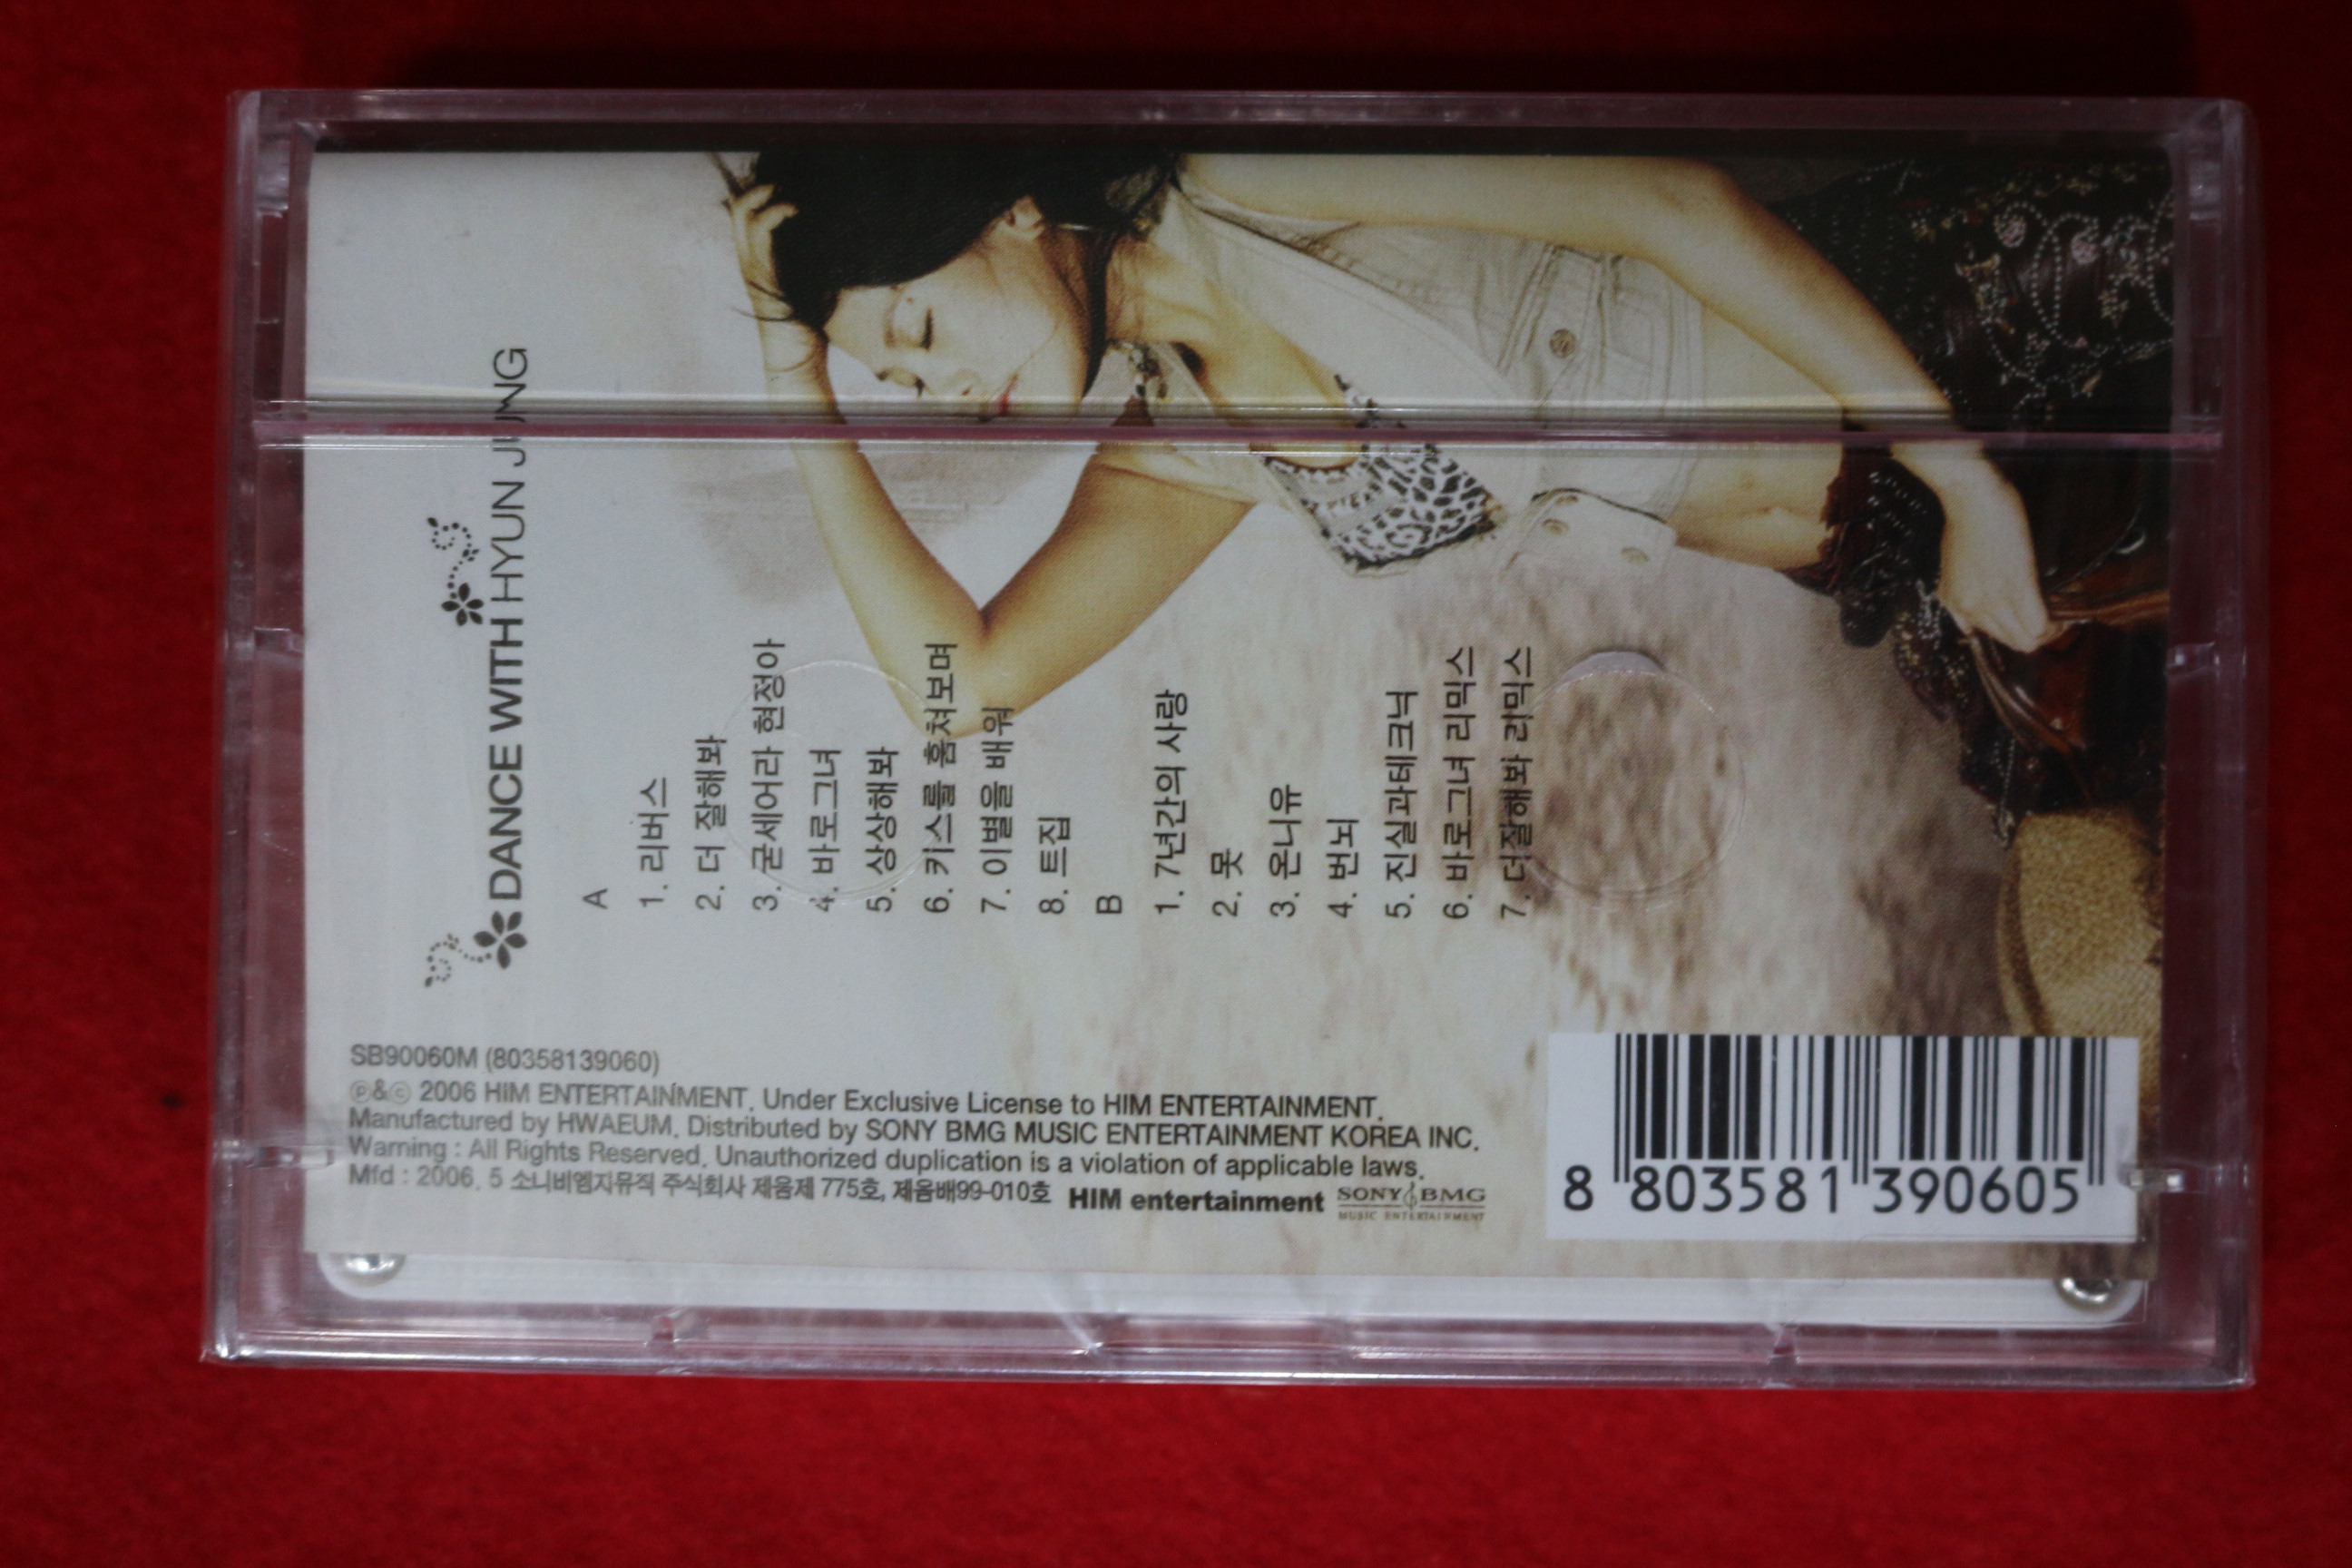 DANCE WITH HYUN JUNG
A
1. 리버스
2. 더 잘해봐
3. 굳세어라 현정아
4. 바로그녀
5. 상상해봐
6. 키스를 훔쳐보며
7. 이별을 배워
8. 트집
B
1. 7년간의 사랑
2. 못
3. 온니유
4. 번뇌
5. 진실과테크닉
6. 바로그녀 리믹스
7. 더잘해봐 리믹스
SB90060M (80358139060)
℗&© 2006 HIM ENTERTAINMENT. Under Exclusive License to HIM ENTERTAINMENT.
Manufactured by HWAEUM. Distributed by SONY BMG MUSIC ENTERTAINMENT KOREA INC.
Warning : All Rights Reserved. Unauthorized duplication is a violation of applicable laws.
Mfd : 2006. 5 소니비엠지뮤직 주식회사 제음제 775호, 제음배99-010호 HIM entertainment SONY BMG
MUSIC ENTERTAINMENT
8 803581 390605